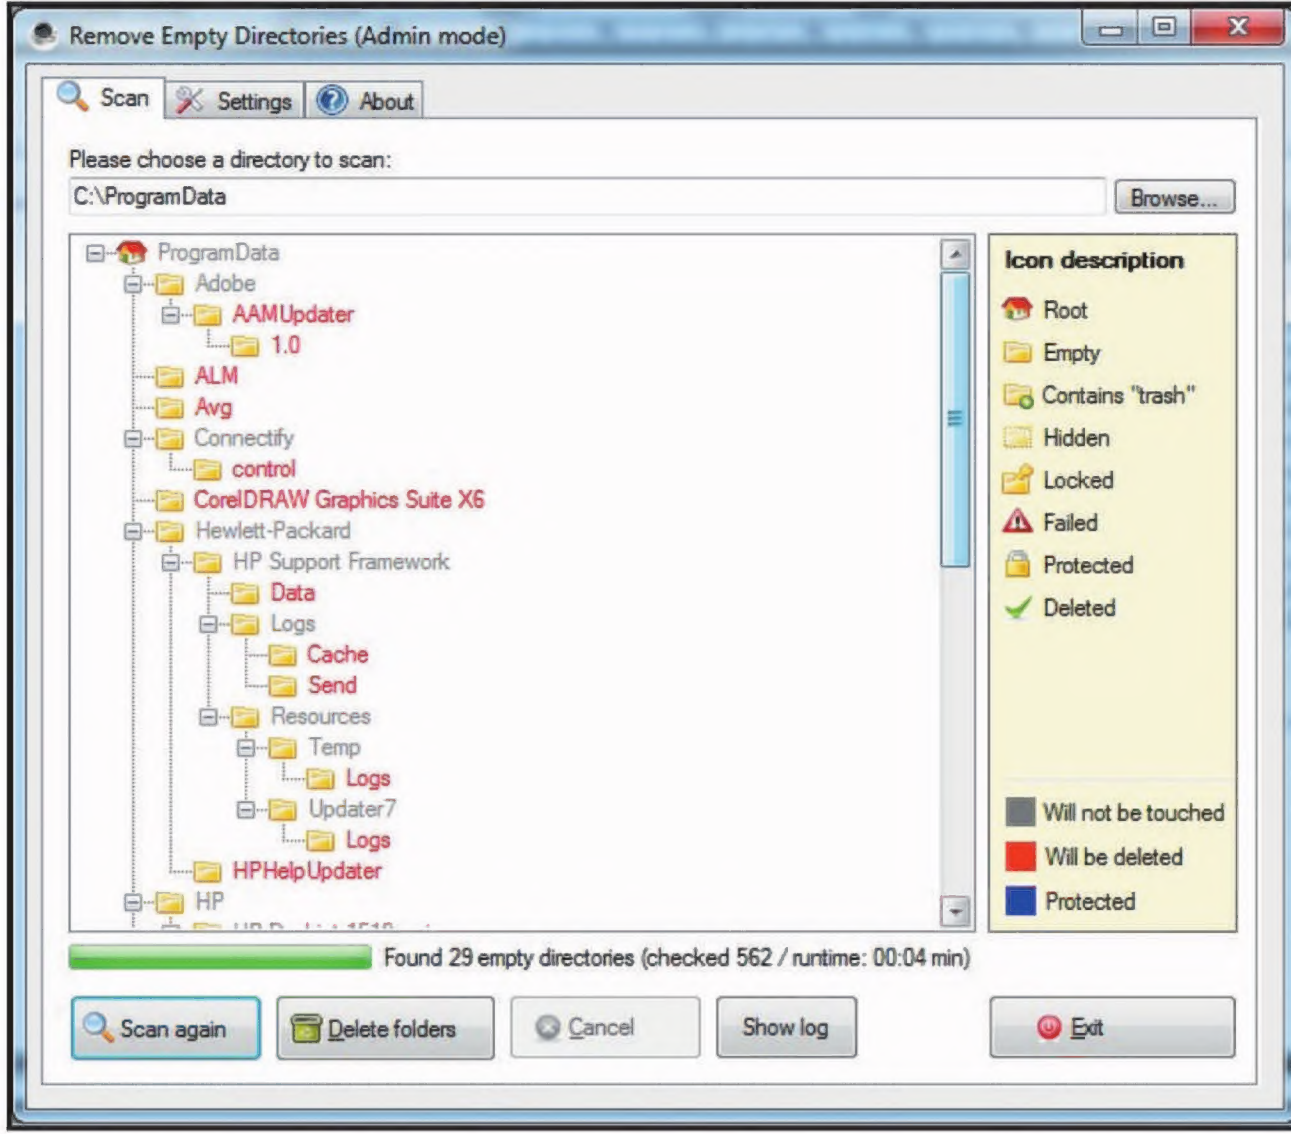 Remove Empty Directories (Admin mode)
Scan
Settings
About
Please choose a directory to scan:
C:\ProgramData
Browse...
ProgramData
Adobe
AAMUpdater
1.0
ALM
Avg
Connectify
control
CorelDRAW Graphics Suite X6
Hewlett-Packard
HP Support Framework
Data
Logs
Cache
Send
Resources
Temp
Logs
Updater7
Logs
HPHelpUpdater
HP
Icon description
Root
Empty
Contains "trash"
Hidden
Locked
Failed
Protected
Deleted
Will not be touched
Will be deleted
Protected
Found 29 empty directories (checked 562 / runtime: 00:04 min)
Scan again
Delete folders
Cancel
Show log
Exit